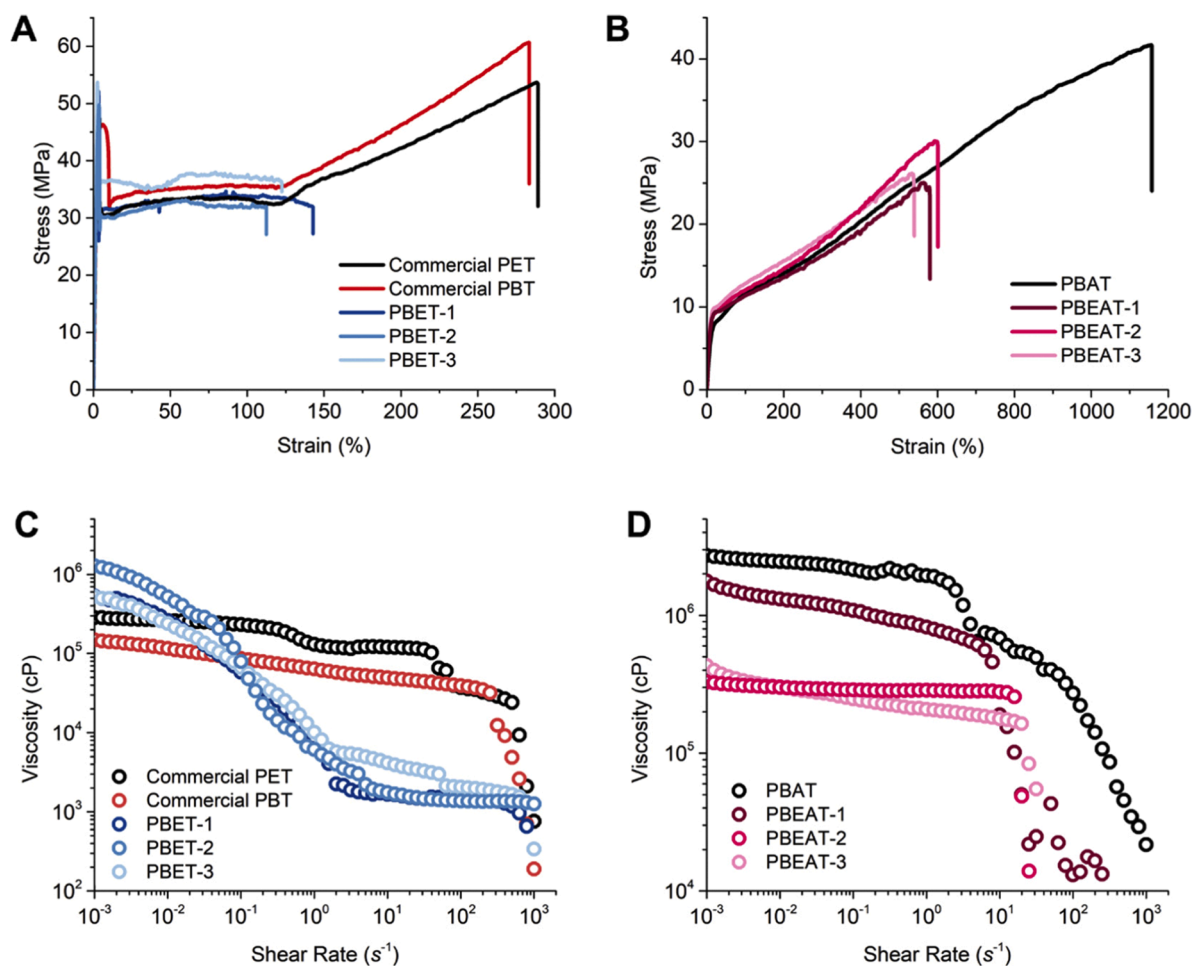 A
60
50
40
30
20
10
0
Stress (MPa)
Commercial PET
Commercial PBT
PBET-1
PBET-2
PBET-3
0 50 100 150 200 250 300
Strain (%)
B
40
30
20
10
0
Stress (MPa)
PBAT
PBEAT-1
PBEAT-2
PBEAT-3
0 200 400 600 800 1000 1200
Strain (%)
C
10⁶
10⁵
10⁴
10³
10²
Viscosity (cP)
Commercial PET
Commercial PBT
PBET-1
PBET-2
PBET-3
10⁻³ 10⁻² 10⁻¹ 10⁰ 10¹ 10² 10³
Shear Rate (s⁻¹)
D
10⁶
10⁵
10⁴
Viscosity (cP)
PBAT
PBEAT-1
PBEAT-2
PBEAT-3
10⁻³ 10⁻² 10⁻¹ 10⁰ 10¹ 10² 10³
Shear Rate (s⁻¹)